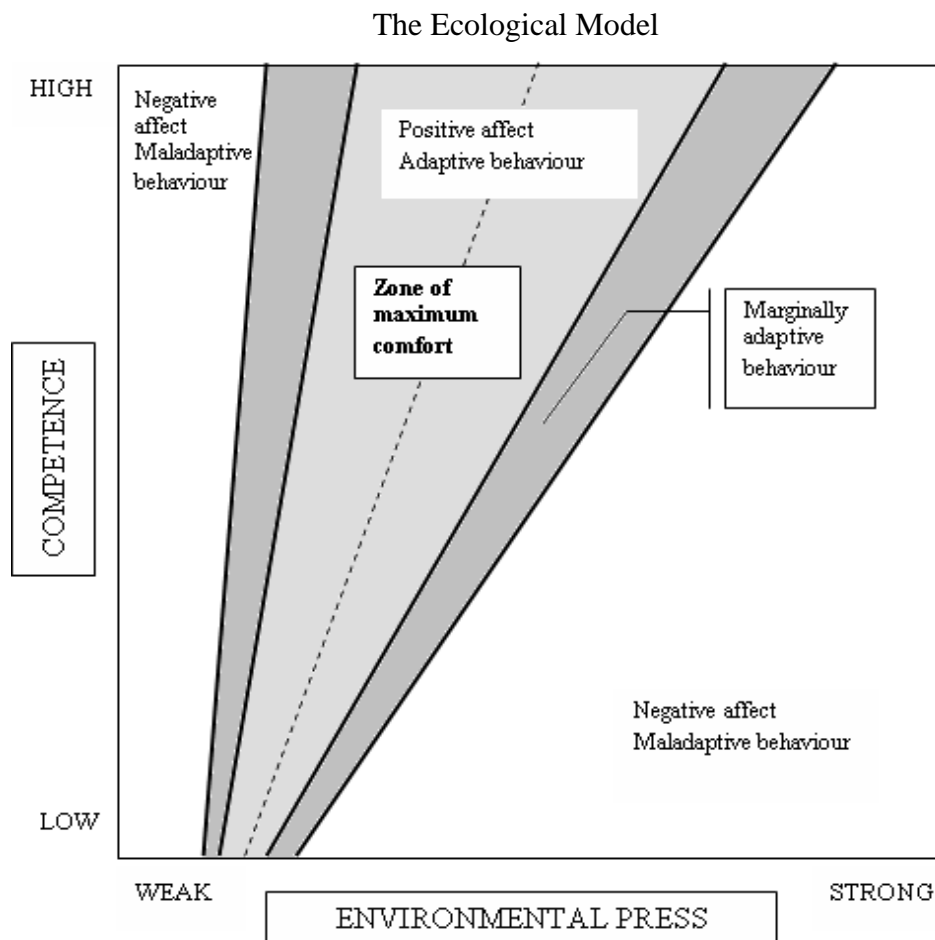 The Ecological Model
HIGH
Negative
affect
Maladaptive
behaviour
Positive affect
Adaptive behaviour
Zone of
maximum
comfort
Marginally
adaptive
behaviour
COMPETENCE
Negative affect
Maladaptive behaviour
LOW
WEAK
STRONG
ENVIRONMENTAL PRESS